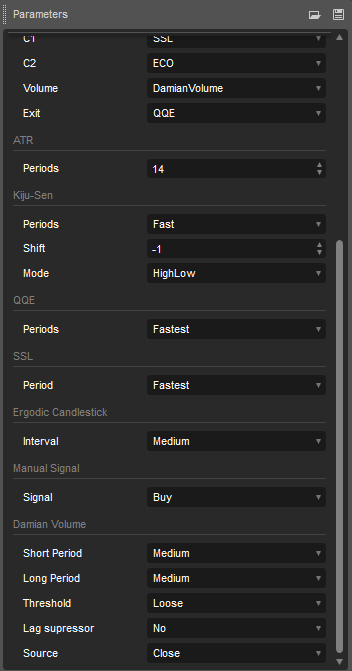 Parameters
C1 SSL
C2 ECO
Volume DamianVolume
Exit QQE
ATR
Periods 14
Kiju-Sen
Periods Fast
Shift -1
Mode HighLow
QQE
Periods Fastest
SSL
Period Fastest
Ergodic Candlestick
Interval Medium
Manual Signal
Signal Buy
Damian Volume
Short Period Medium
Long Period Medium
Threshold Loose
Lag supressor No
Source Close